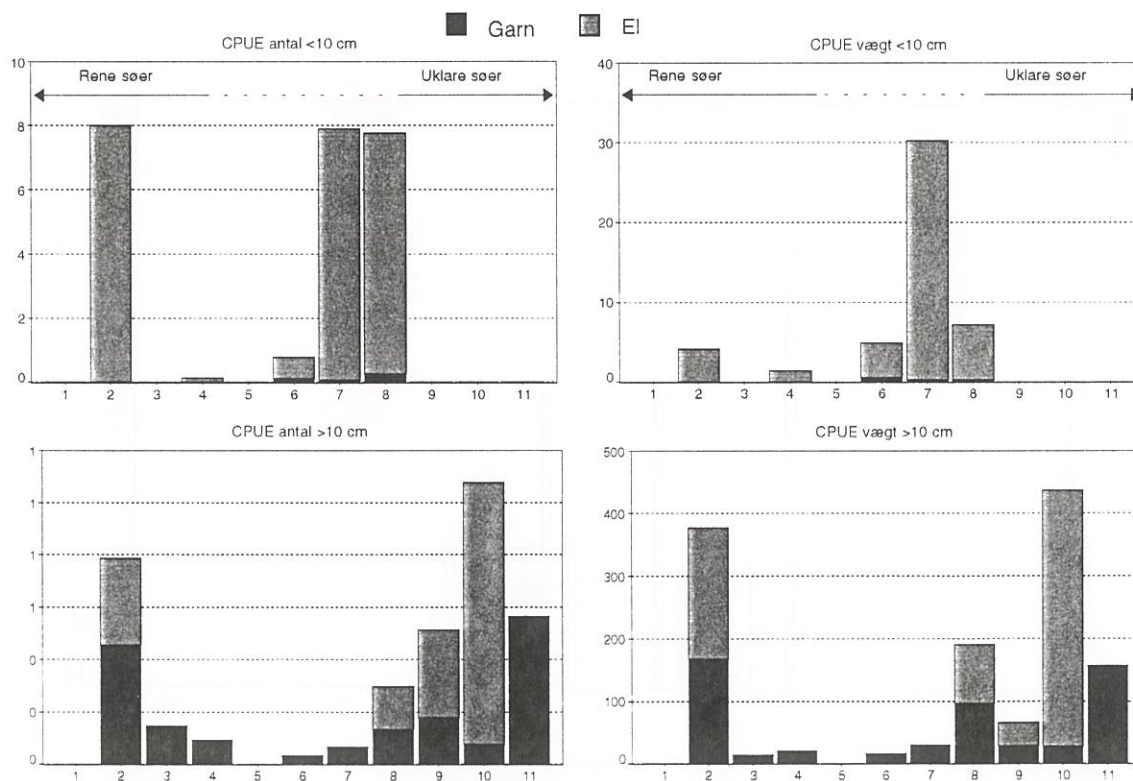 Garn El
CPUE antal <10 cm
10
8
6
4
2
0
Rene søer Uklare søer
1 2 3 4 5 6 7 8 9 10 11
CPUE vægt <10 cm
40
30
20
10
0
Rene søer Uklare søer
1 2 3 4 5 6 7 8 9 10 11
CPUE antal >10 cm
1
1
1
1
0
0
0
1 2 3 4 5 6 7 8 9 10 11
CPUE vægt >10 cm
500
400
300
200
100
0
1 2 3 4 5 6 7 8 9 10 11